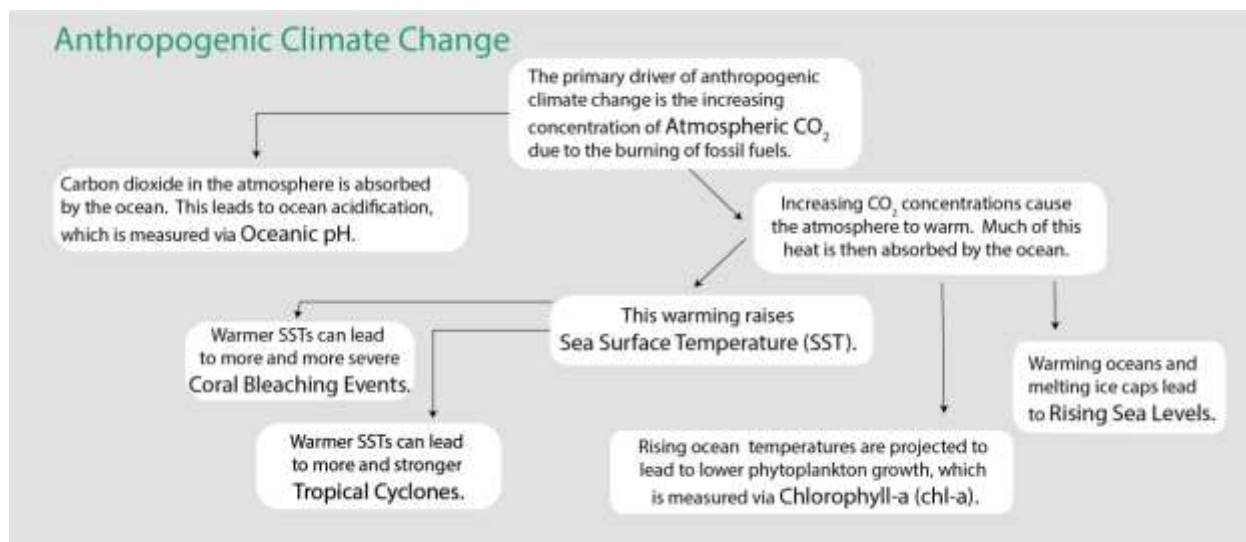 Anthropogenic Climate Change
The primary driver of anthropogenic
climate change is the increasing
concentration of Atmospheric CO₂
due to the burning of fossil fuels.
Carbon dioxide in the atmosphere is absorbed
by the ocean. This leads to ocean acidification,
which is measured via Oceanic pH.
Increasing CO₂ concentrations cause
the atmosphere to warm. Much of this
heat is then absorbed by the ocean.
This warming raises
Sea Surface Temperature (SST).
Warmer SSTs can lead
to more and more severe
Coral Bleaching Events.
Warmer SSTs can lead
to more and stronger
Tropical Cyclones.
Rising ocean temperatures are projected to
lead to lower phytoplankton growth, which
is measured via Chlorophyll-a (chl-a).
Warming oceans and
melting ice caps lead
to Rising Sea Levels.